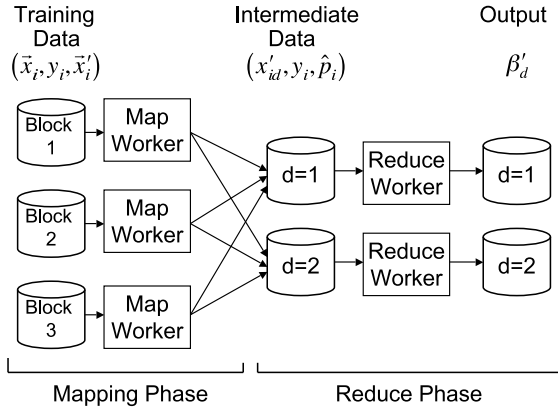 Training Data
(x⃗ᵢ, yᵢ, x⃗′ᵢ)
Intermediate Data
(x′ᵢd, yᵢ, p̂ᵢ)
Output
β′d
Block 1
Map Worker
Block 2
Map Worker
Block 3
Map Worker
d=1
d=2
Reduce Worker
Reduce Worker
d=1
d=2
Mapping Phase
Reduce Phase